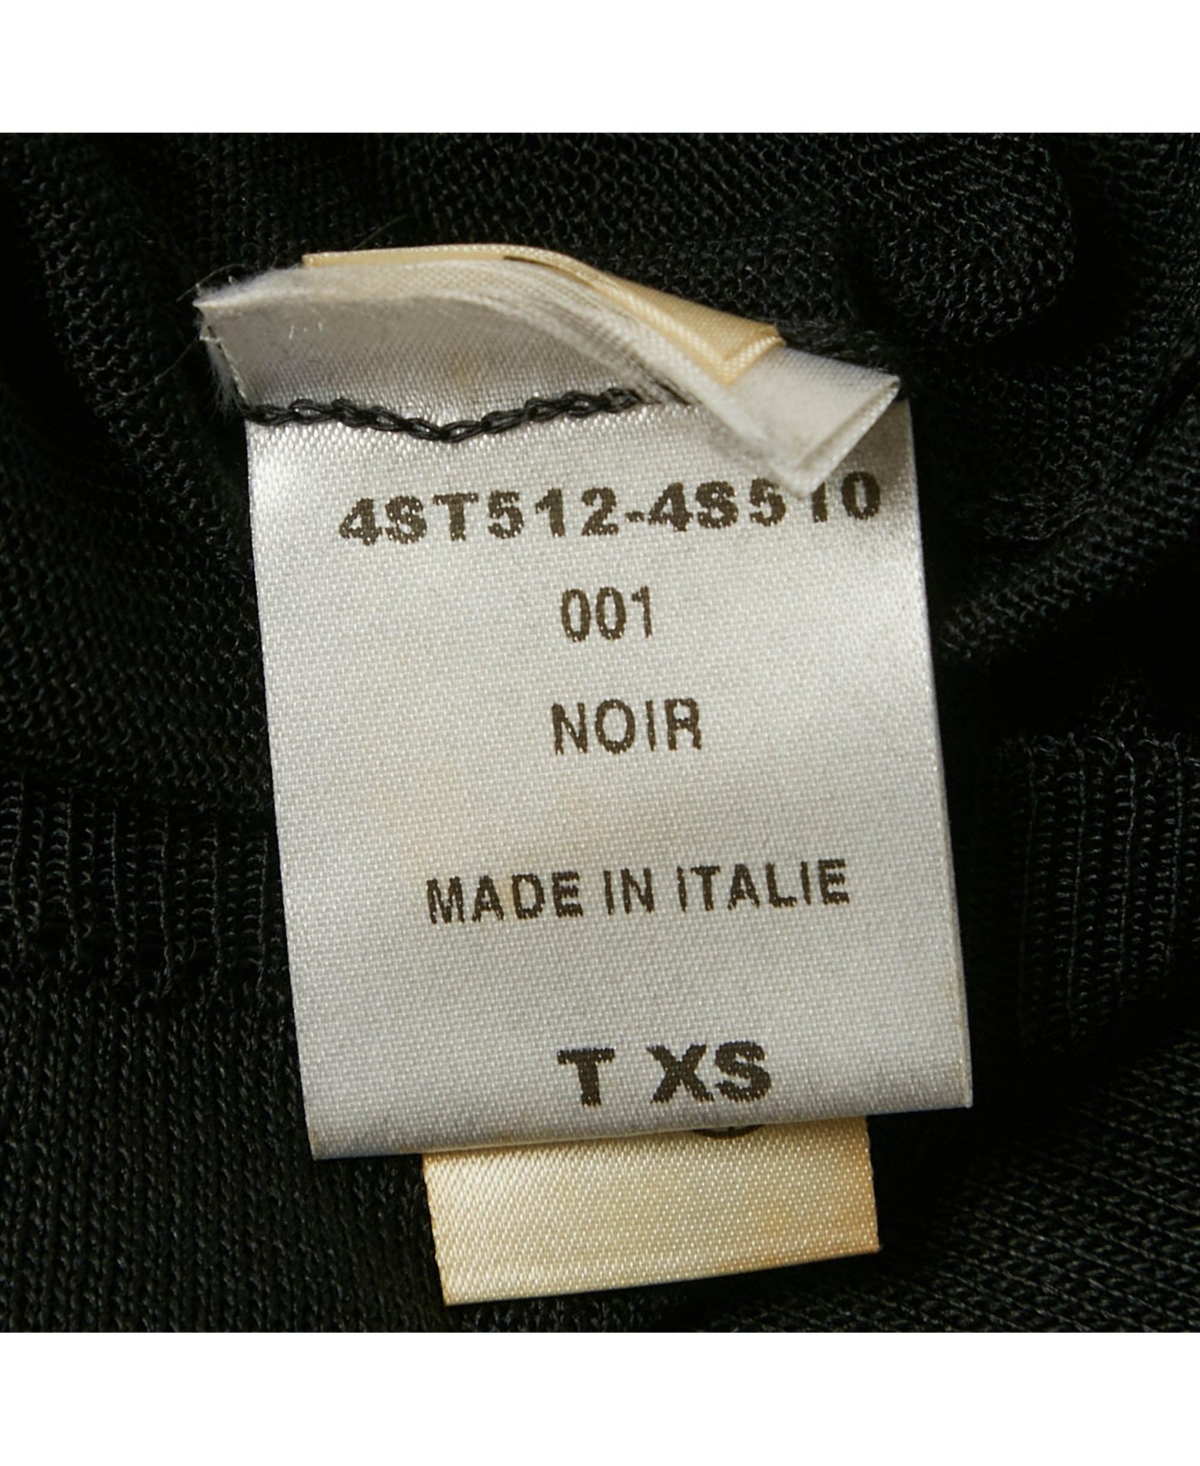 4ST512-4S510
001
NOIR
MADE IN ITALIE
T XS